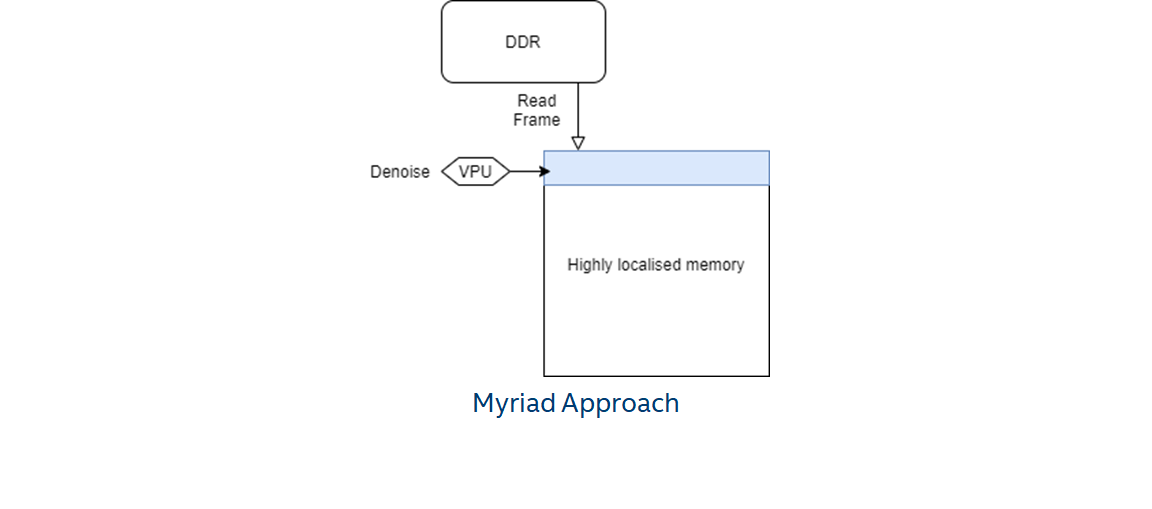 DDR
Read
Frame
Denoise
VPU
Highly localised memory
Myriad Approach